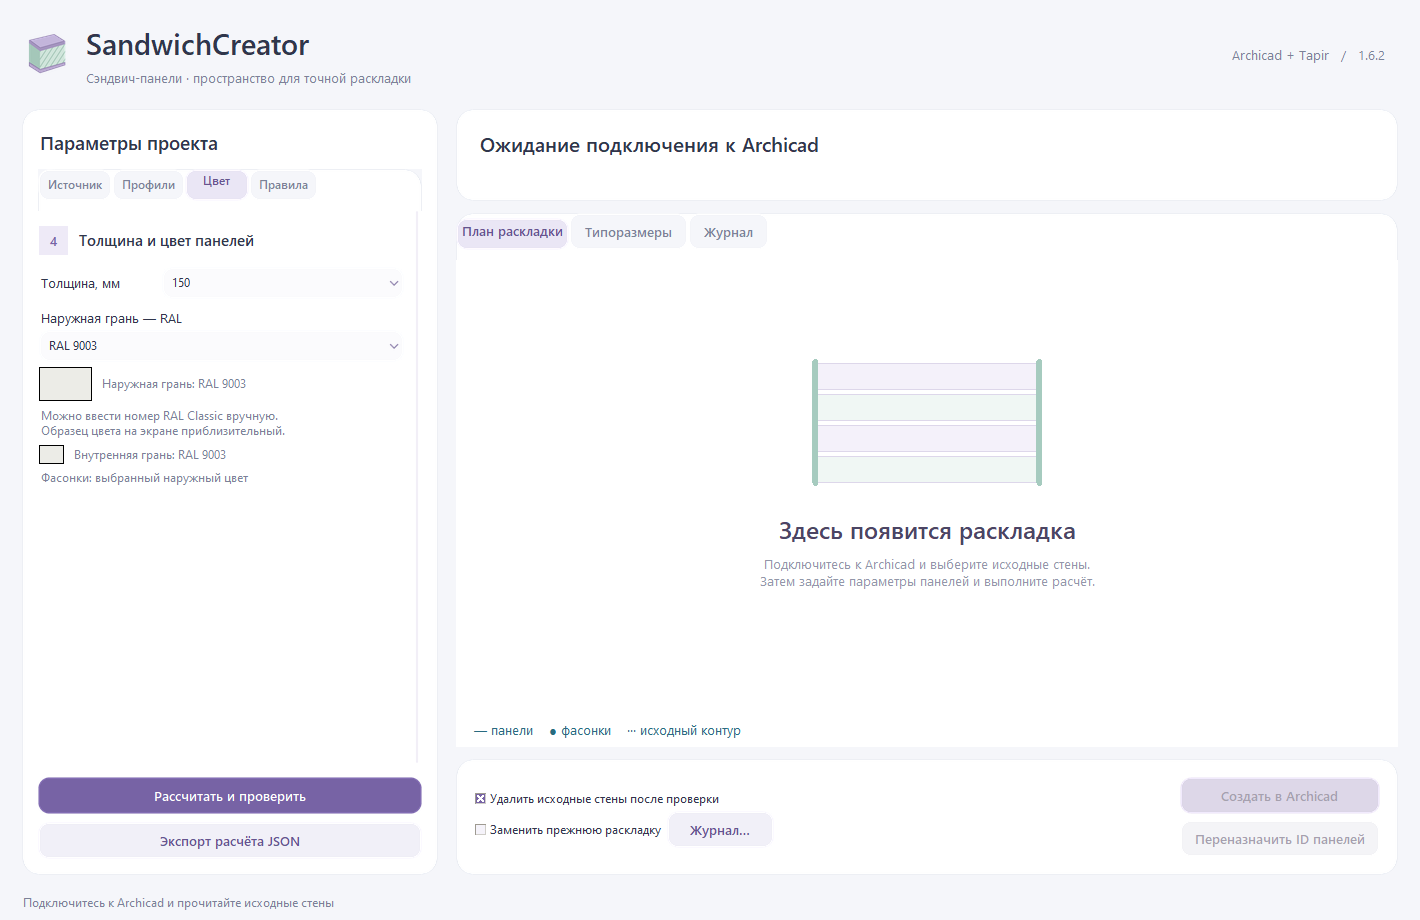 SandwichCreator
Сэндвич-панели · пространство для точной раскладки
Archicad + Tapir / 1.6.2
Параметры проекта
Источник Профили Цвет Правила
4 Толщина и цвет панелей
Толщина, мм 150
Наружная грань — RAL
RAL 9003
Наружная грань: RAL 9003
Можно ввести номер RAL Classic вручную.
Образец цвета на экране приблизительный.
Внутренняя грань: RAL 9003
Фасонки: выбранный наружный цвет
Рассчитать и проверить
Экспорт расчёта JSON
Ожидание подключения к Archicad
План раскладки Типоразмеры Журнал
Здесь появится раскладка
Подключитесь к Archicad и выберите исходные стены.
Затем задайте параметры панелей и выполните расчёт.
— панели ● фасонки ··· исходный контур
Удалить исходные стены после проверки
Заменить прежнюю раскладку Журнал...
Создать в Archicad
Переназначить ID панелей
Подключитесь к Archicad и прочитайте исходные стены